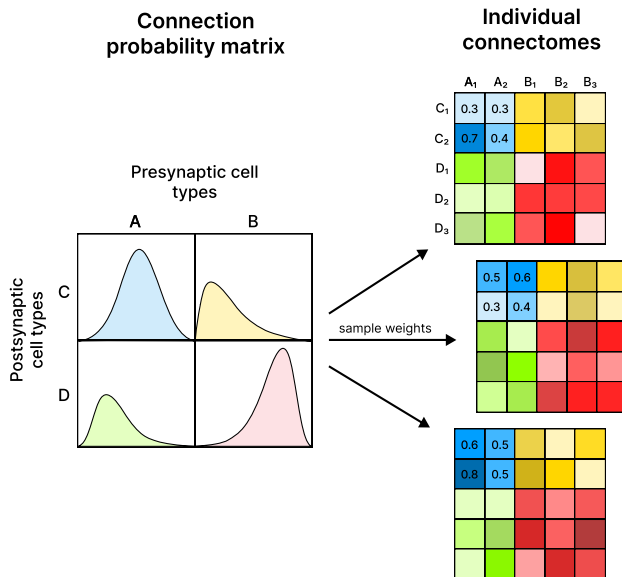 Connection
probability matrix
Individual
connectomes
A₁ A₂ B₁ B₂ B₃
C₁ 0.3 0.3
C₂ 0.7 0.4
D₁
D₂
D₃
Presynaptic cell
types
A B
Postsynaptic
cell types
C
D
sample weights
0.5 0.6
0.3 0.4
0.6 0.5
0.8 0.5